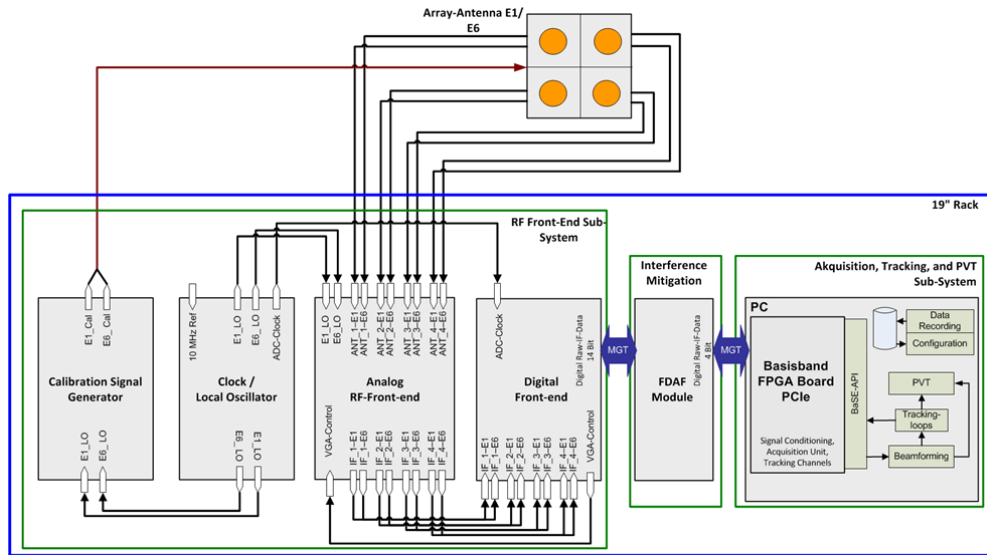 Array-Antenna E1/
E6
19" Rack
RF Front-End Sub-
System
Interference
Mitigation
Akquisition, Tracking, and PVT
Sub-System
E1_Cal
E6_ Cal
Calibration Signal
Generator
E1_LO
E6_ LO
10 MHz Ref
E1_LO
E6_LO
ADC-Clock
Clock /
Local Oscillator
E6_LO
E1_LO
E1_LO
E6_LO
ANT_1–E1
ANT_1–E6
ANT_2–E1
ANT_2–E6
ANT_3–E1
ANT_3–E6
ANT_4–E1
ANT_4–E6
Analog
RF-Front-end
VGA-Control
IF_1–E1
IF_1–E6
IF_2–E1
IF_2–E6
IF_3–E1
IF_3–E6
IF_4–E1
IF_4–E6
ADC-Clock
Digital Raw-IF-Data
14 Bit
Digital
Front-end
IF_1–E1
IF_1–E6
IF_2–E1
IF_2–E6
IF_3–E1
IF_3–E6
IF_4–E1
IF_4–E6
VGA-Control
MGT
Digital Raw-IF-Data
4 Bit
FDAF
Module
MGT
PC
Basisband
FPGA Board
PCIe
Signal Conditioning,
Acquisition Unit,
Tracking Channels
BaSE-API
Data
Recording
Configuration
PVT
Tracking-
loops
Beamforming